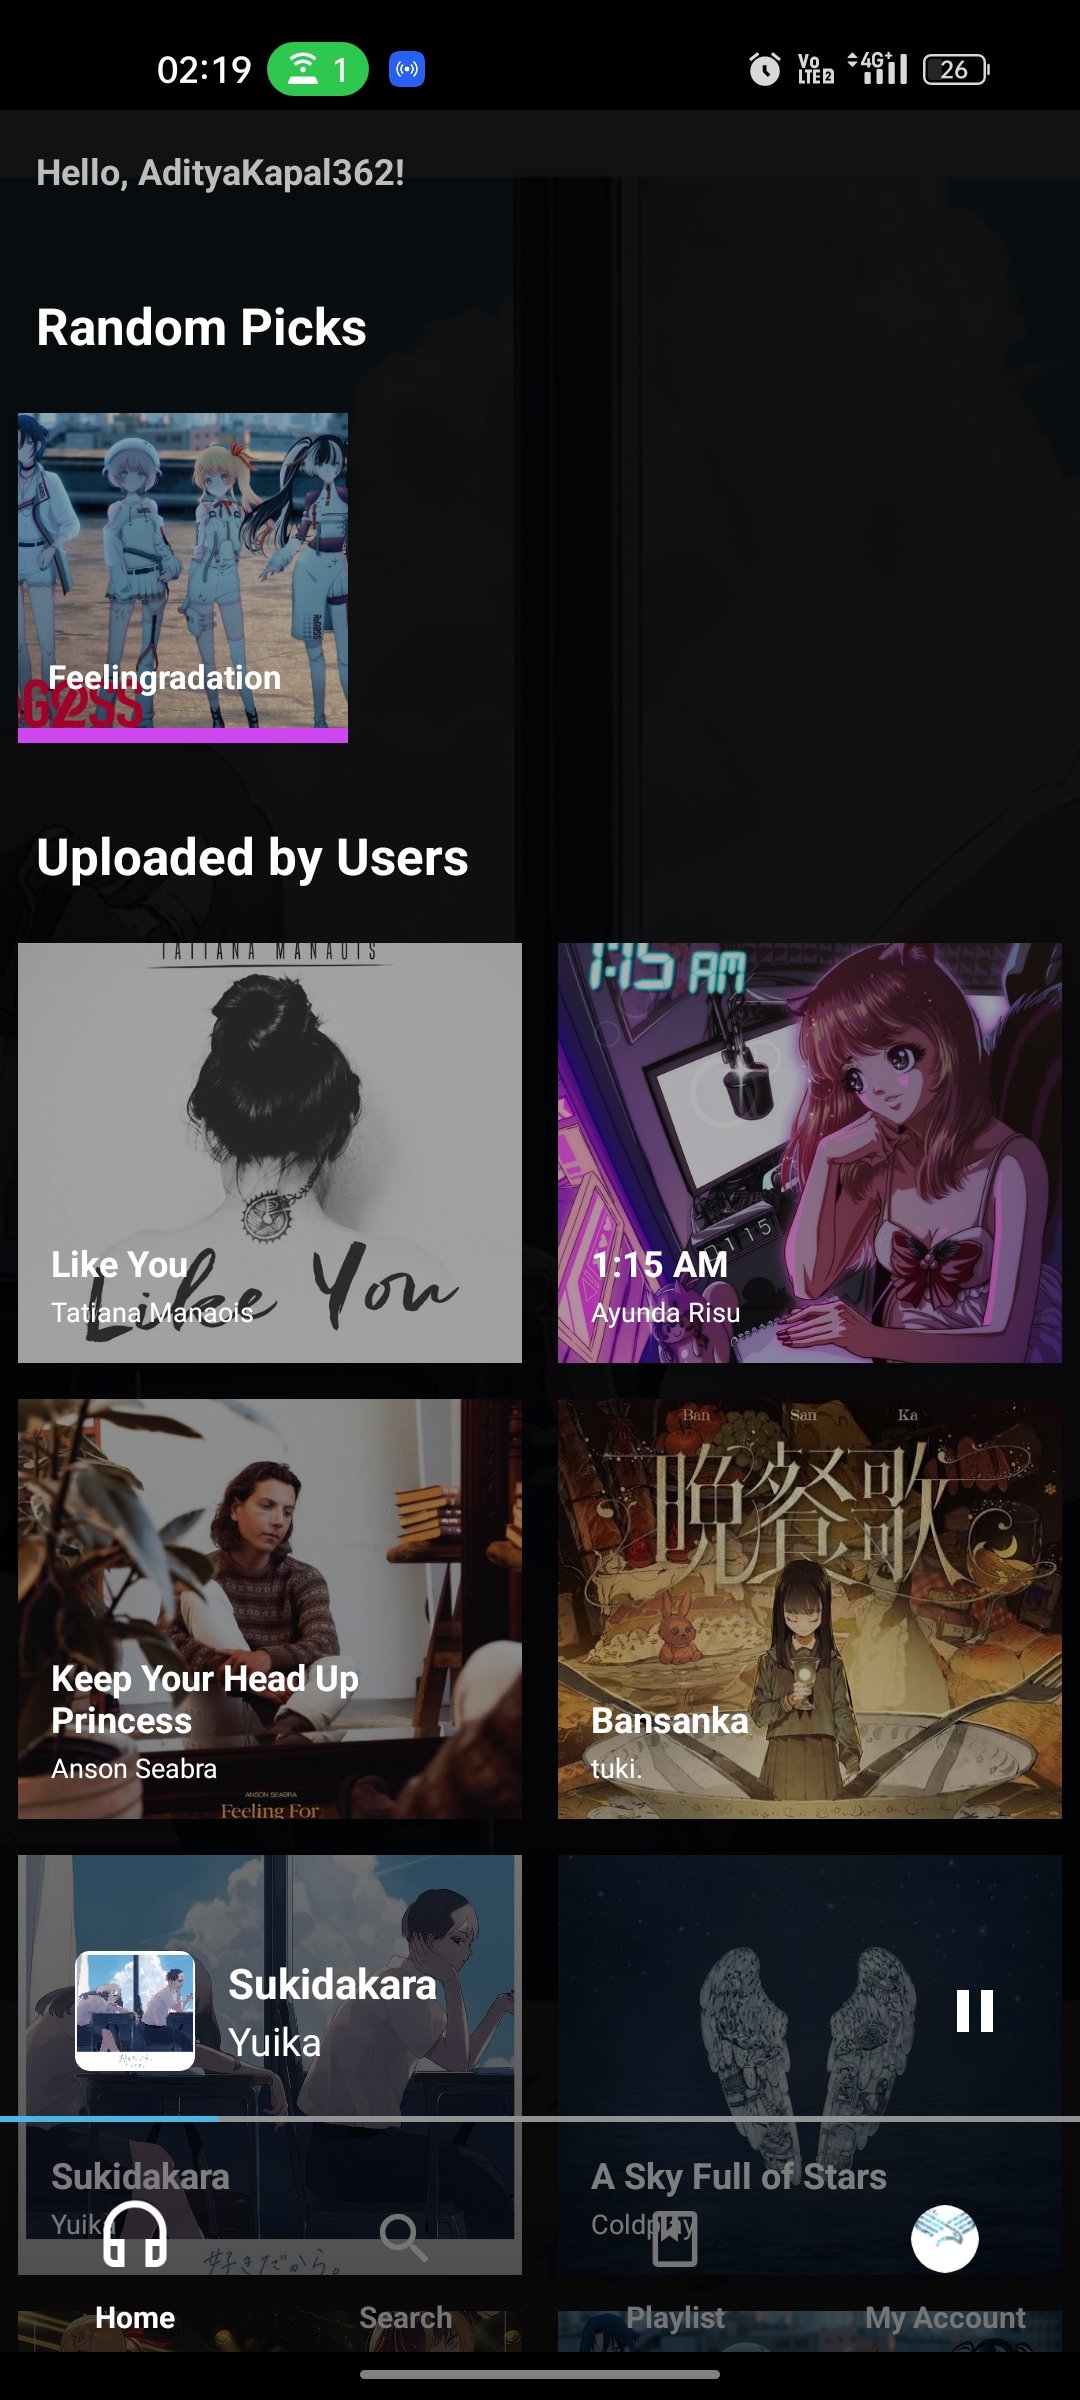 02:19
1
Vo
LTE2
4G+
26
Hello, AdityaKapal362!
Random Picks
Feelingradation
Uploaded by Users
TATIANA MANAOIS
Like You
Like You
Tatiana Manaois
1:15 AM
0115
1:15 AM
Ayunda Risu
Keep Your Head Up
Princess
Anson Seabra
ANSON SEABRA
Feeling For
Ban San Ka
晩餐歌
Bansanka
tuki.
Sukidakara
Yuika
Sukidakara
Yuika
好きだから。
A Sky Full of Stars
Coldplay
Home
Search
Playlist
My Account